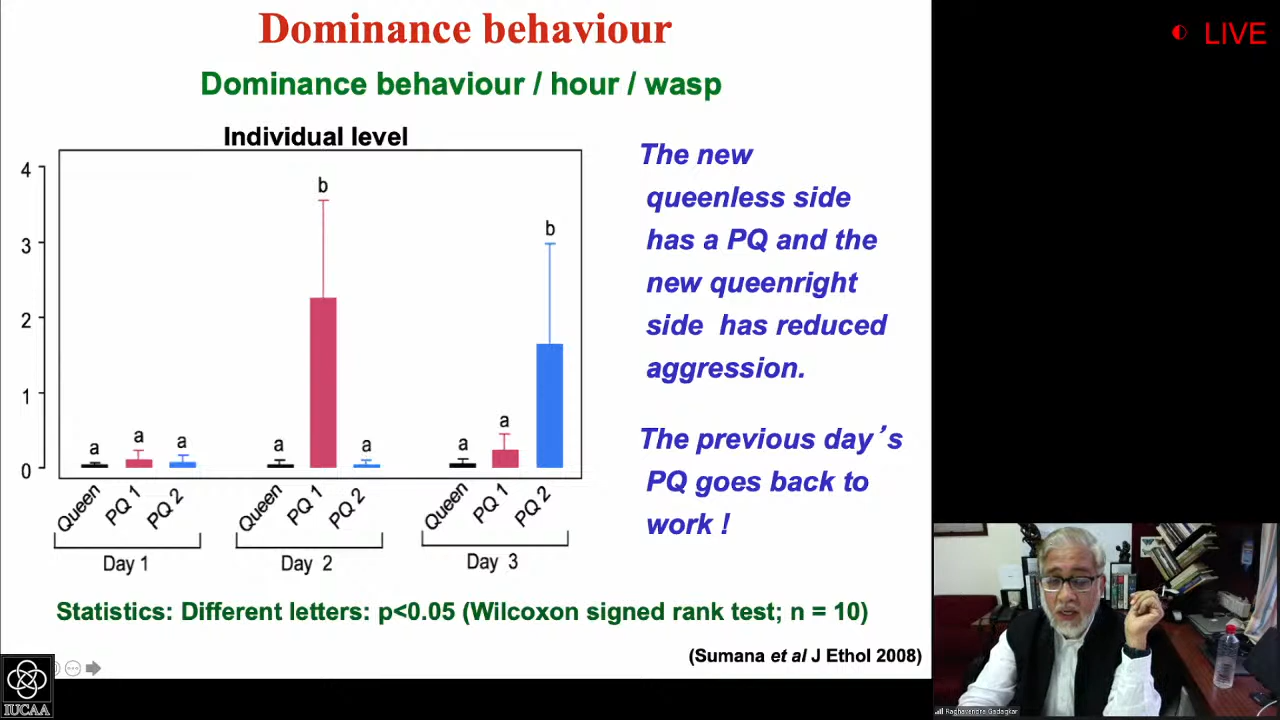 Dominance behaviour
LIVE
Dominance behaviour / hour / wasp
Individual level
4
3
2
1
0
b
b
a
a
a
a
a
a
a
Queen
PQ 1
PQ 2
Queen
PQ 1
PQ 2
Queen
PQ 1
PQ 2
Day 1
Day 2
Day 3
The new
queenless side
has a PQ and the
new queenright
side has reduced
aggression.
The previous day's
PQ goes back to
work !
Statistics: Different letters: p<0.05 (Wilcoxon signed rank test; n = 10)
(Sumana et al J Ethol 2008)
IUCAA
Raghavendra Gadagkar